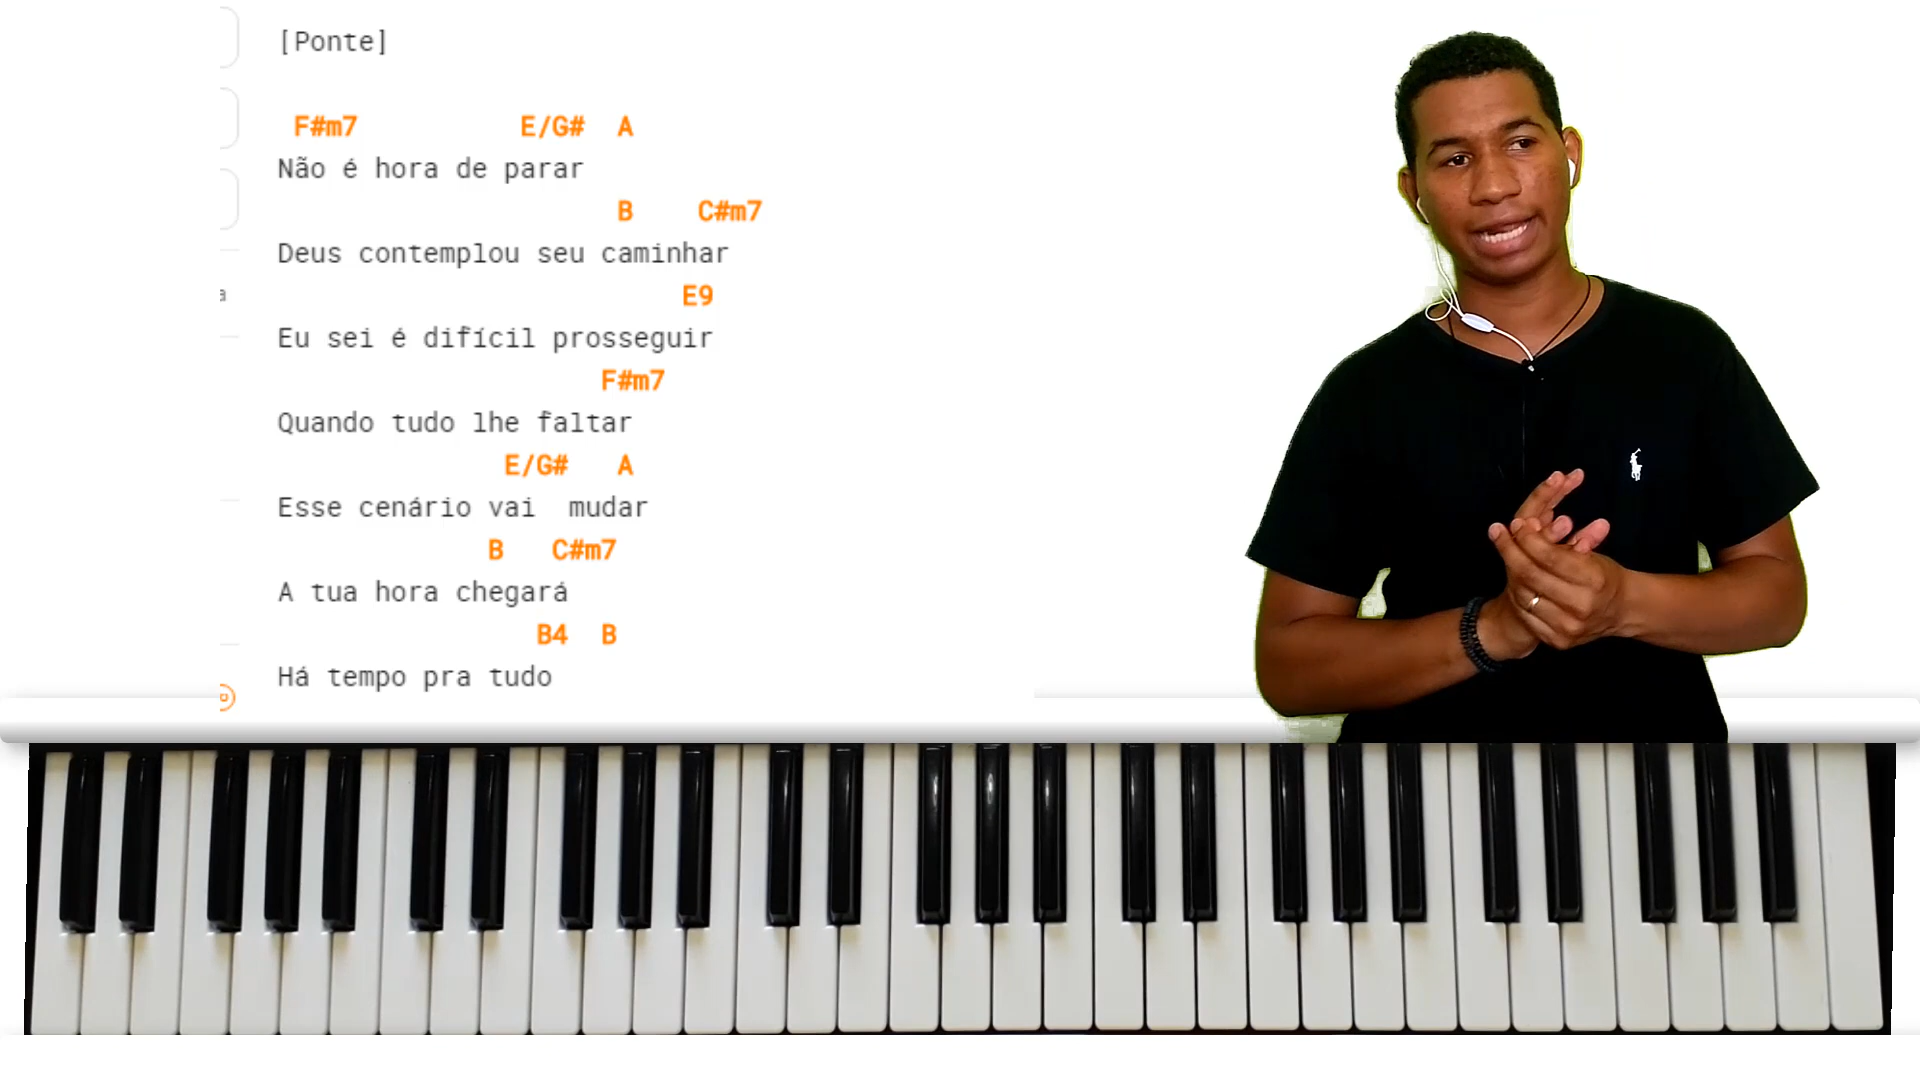 [Ponte]
F#m7 E/G# A
Não é hora de parar
B C#m7
Deus contemplou seu caminhar
E9
Eu sei é difícil prosseguir
F#m7
Quando tudo lhe faltar
E/G# A
Esse cenário vai mudar
B C#m7
A tua hora chegará
B4 B
Há tempo pra tudo